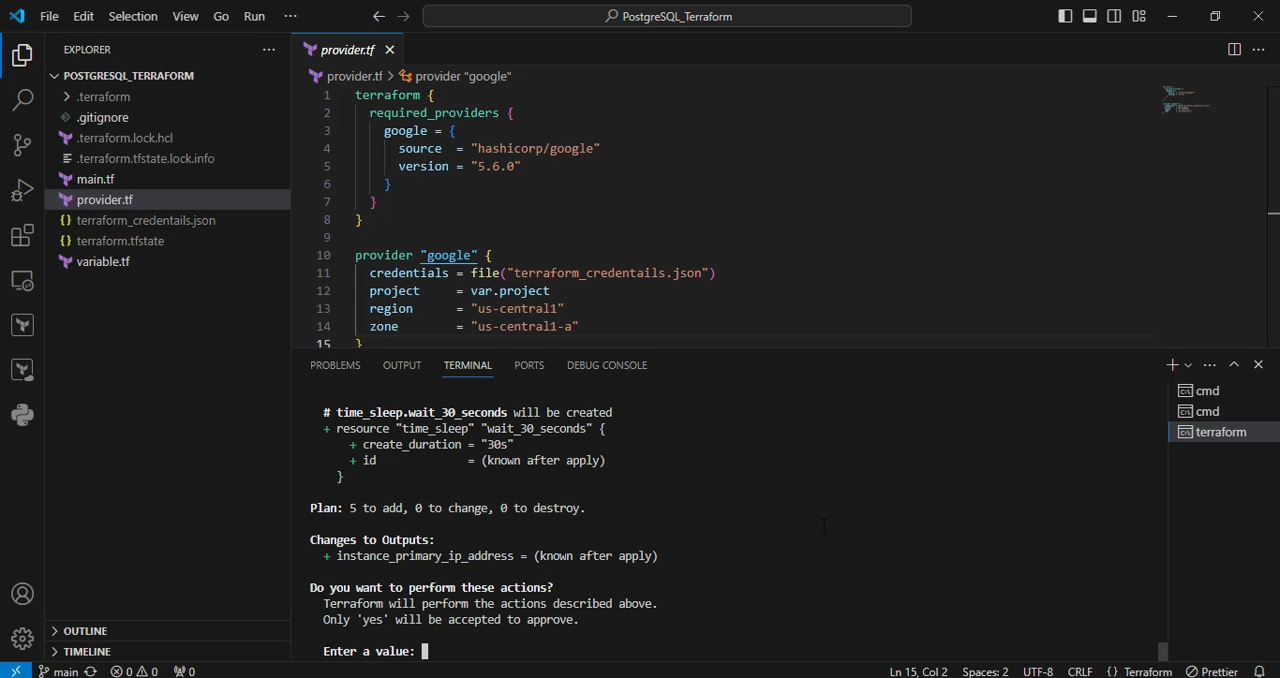 File Edit Selection View Go Run ···
PostgreSQL_Terraform
EXPLORER ···
POSTGRESQL_TERRAFORM
.terraform
.gitignore
.terraform.lock.hcl
.terraform.tfstate.lock.info
main.tf
provider.tf
terraform_credentails.json
terraform.tfstate
variable.tf
OUTLINE
TIMELINE
provider.tf
provider.tf > provider "google"
1 terraform {
2 required_providers {
3 google = {
4 source = "hashicorp/google"
5 version = "5.6.0"
6 }
7 }
8 }
9
10 provider "google" {
11 credentials = file("terraform_credentails.json")
12 project = var.project
13 region = "us-central1"
14 zone = "us-central1-a"
15 }
PROBLEMS OUTPUT TERMINAL PORTS DEBUG CONSOLE
# time_sleep.wait_30_seconds will be created
+ resource "time_sleep" "wait_30_seconds" {
+ create_duration = "30s"
+ id = (known after apply)
}
Plan: 5 to add, 0 to change, 0 to destroy.
Changes to Outputs:
+ instance_primary_ip_address = (known after apply)
Do you want to perform these actions?
Terraform will perform the actions described above.
Only 'yes' will be accepted to approve.
Enter a value:
cmd
cmd
terraform
main 0 0 0 Ln 15, Col 2 Spaces: 2 UTF-8 CRLF {} Terraform Prettier